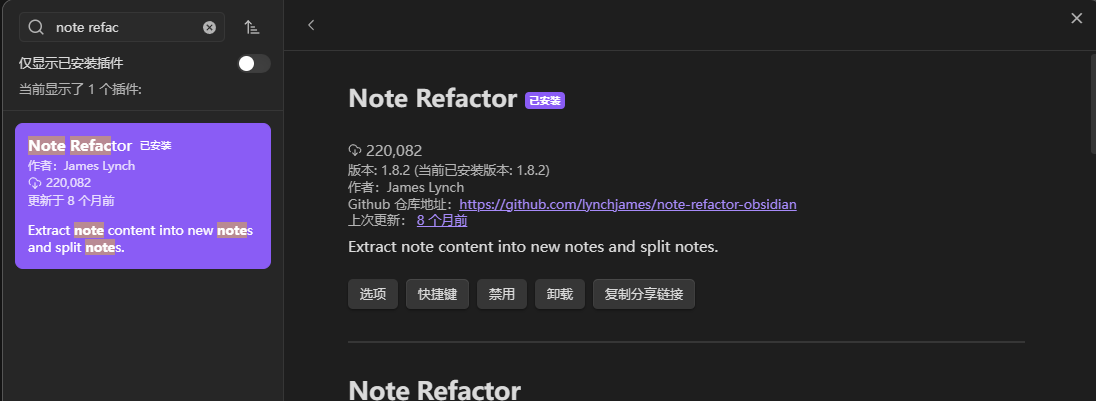 note refac
仅显示已安装插件
当前显示了 1 个插件:
Note Refactor 已安装
作者：James Lynch
220,082
更新于 8 个月前
Extract note content into new notes
and split notes.
Note Refactor 已安装
220,082
版本: 1.8.2 (当前已安装版本: 1.8.2)
作者：James Lynch
Github 仓库地址：https://github.com/lynchjames/note-refactor-obsidian
上次更新： 8 个月前
Extract note content into new notes and split notes.
选项 快捷键 禁用 卸载 复制分享链接
Note Refactor